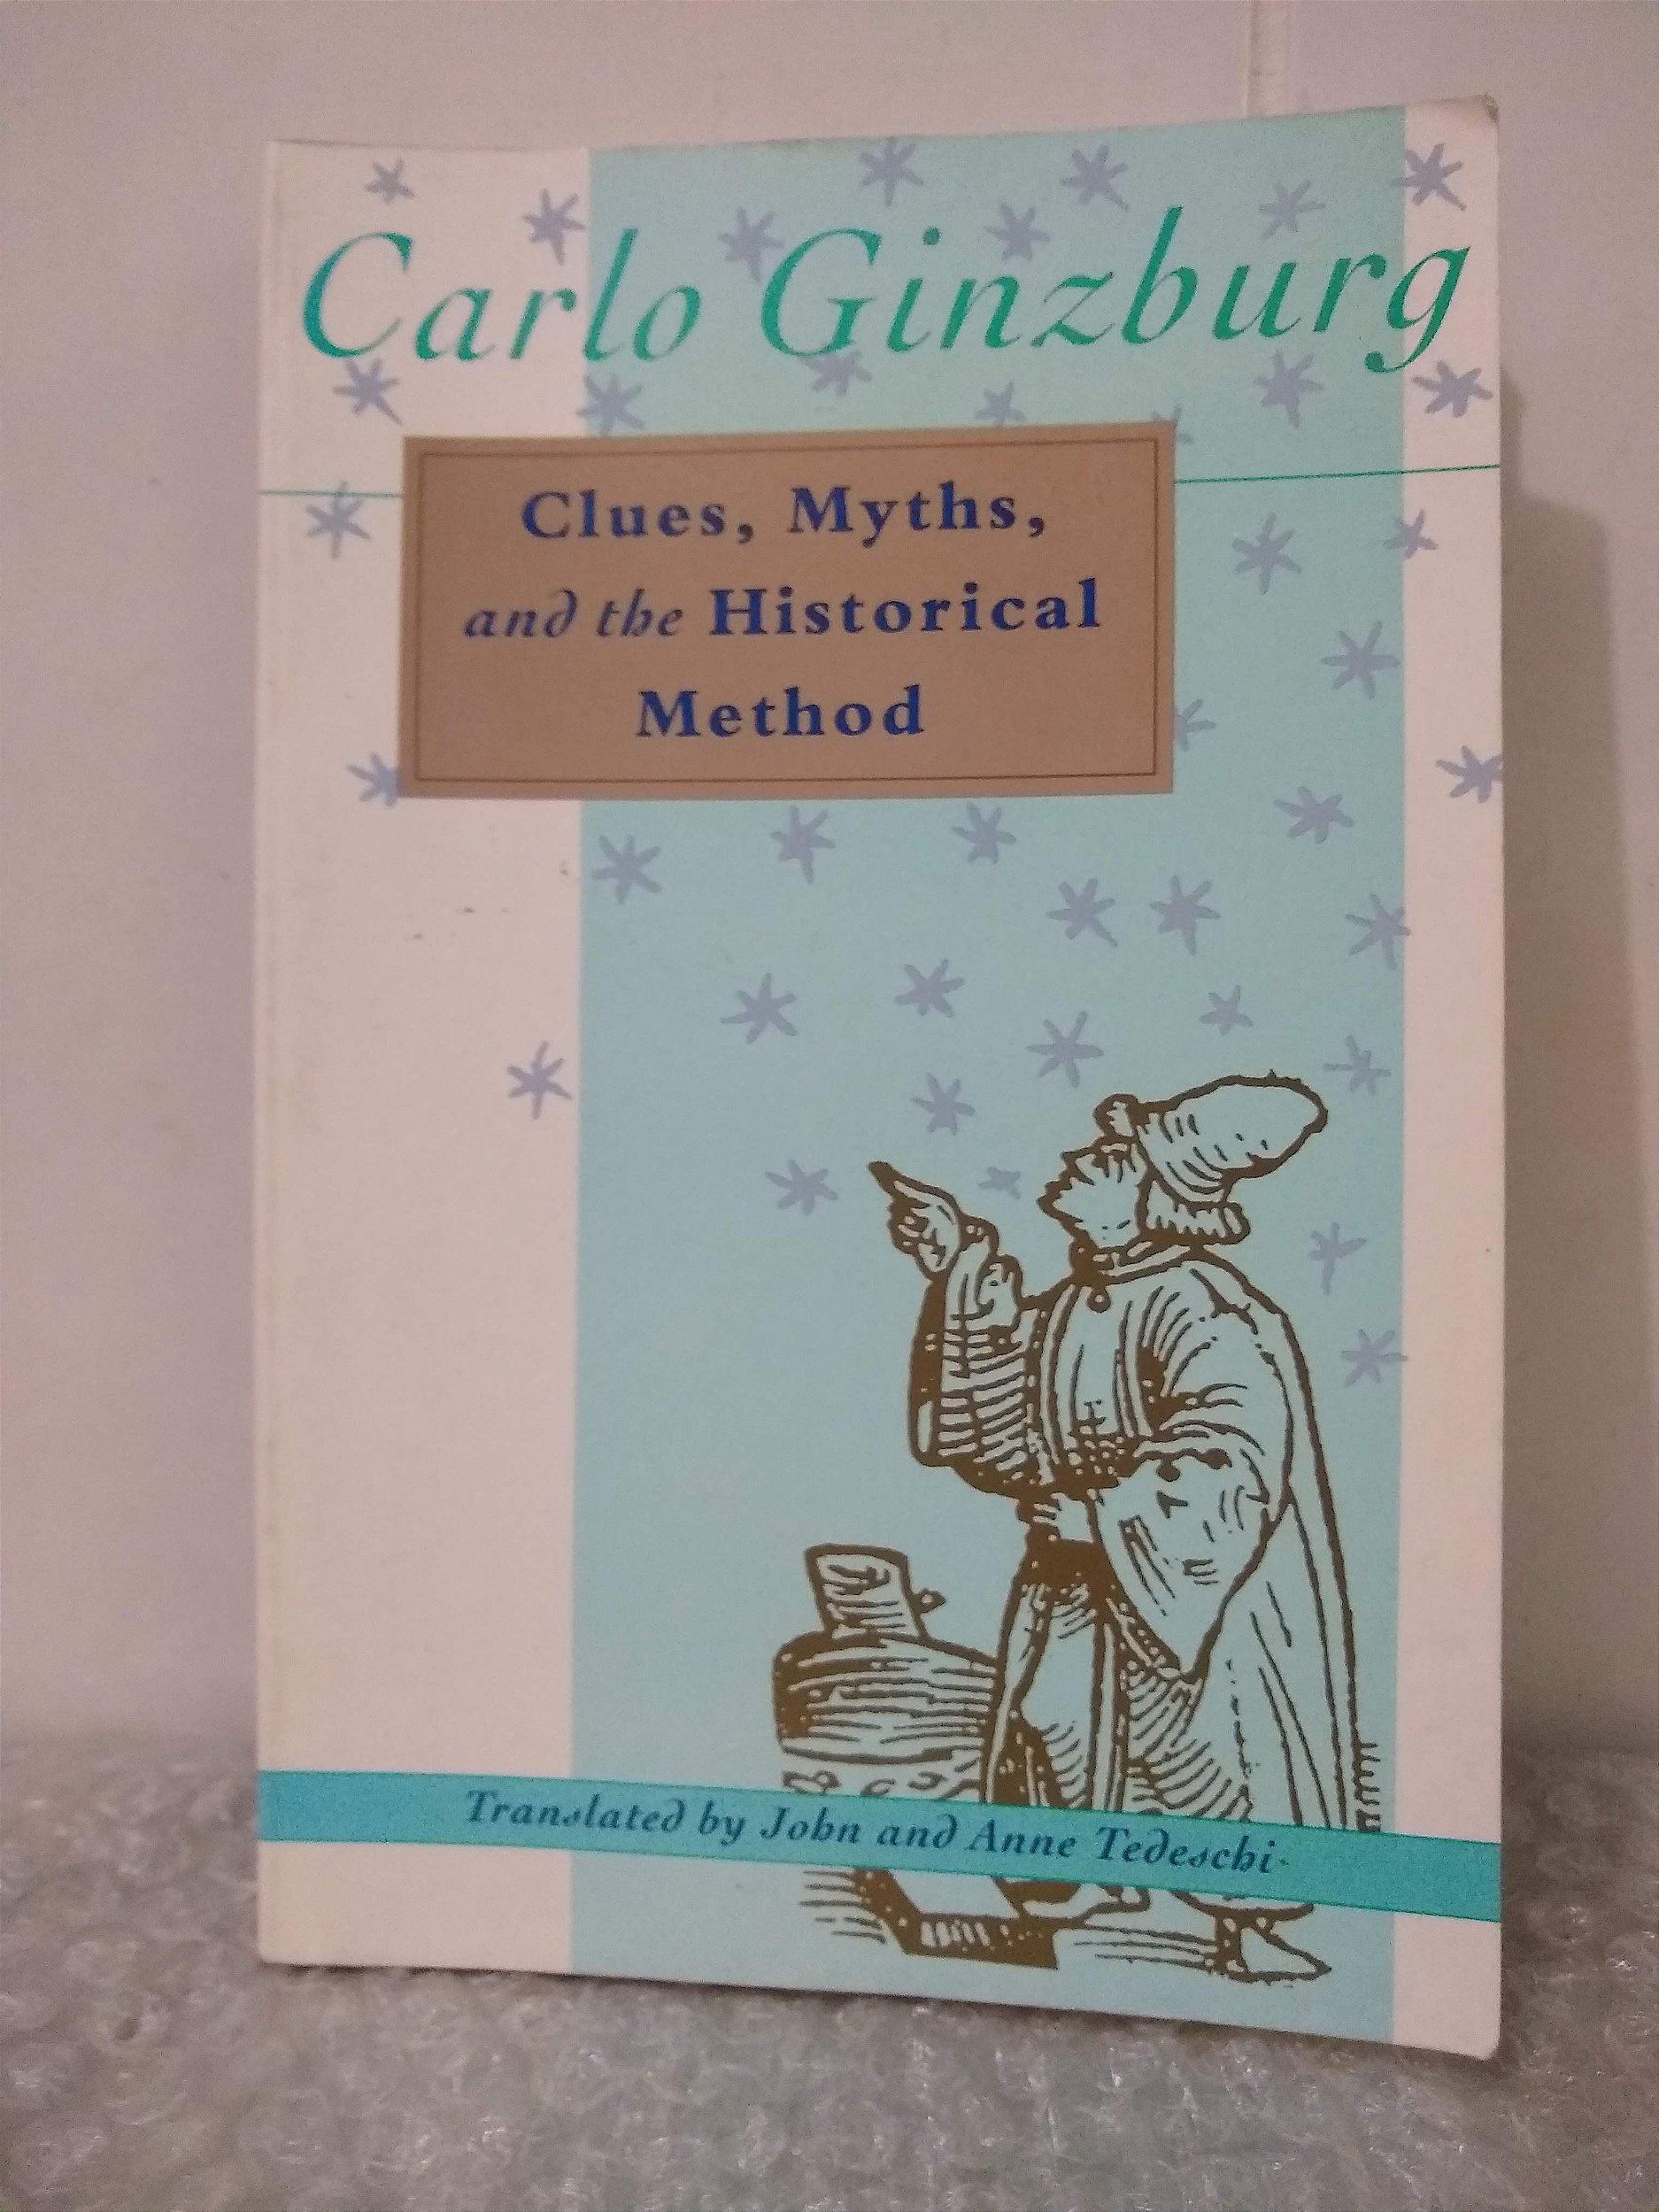 Carlo Ginzburg
Clues, Myths,
and the Historical
Method
Translated by John and Anne Tedeschi